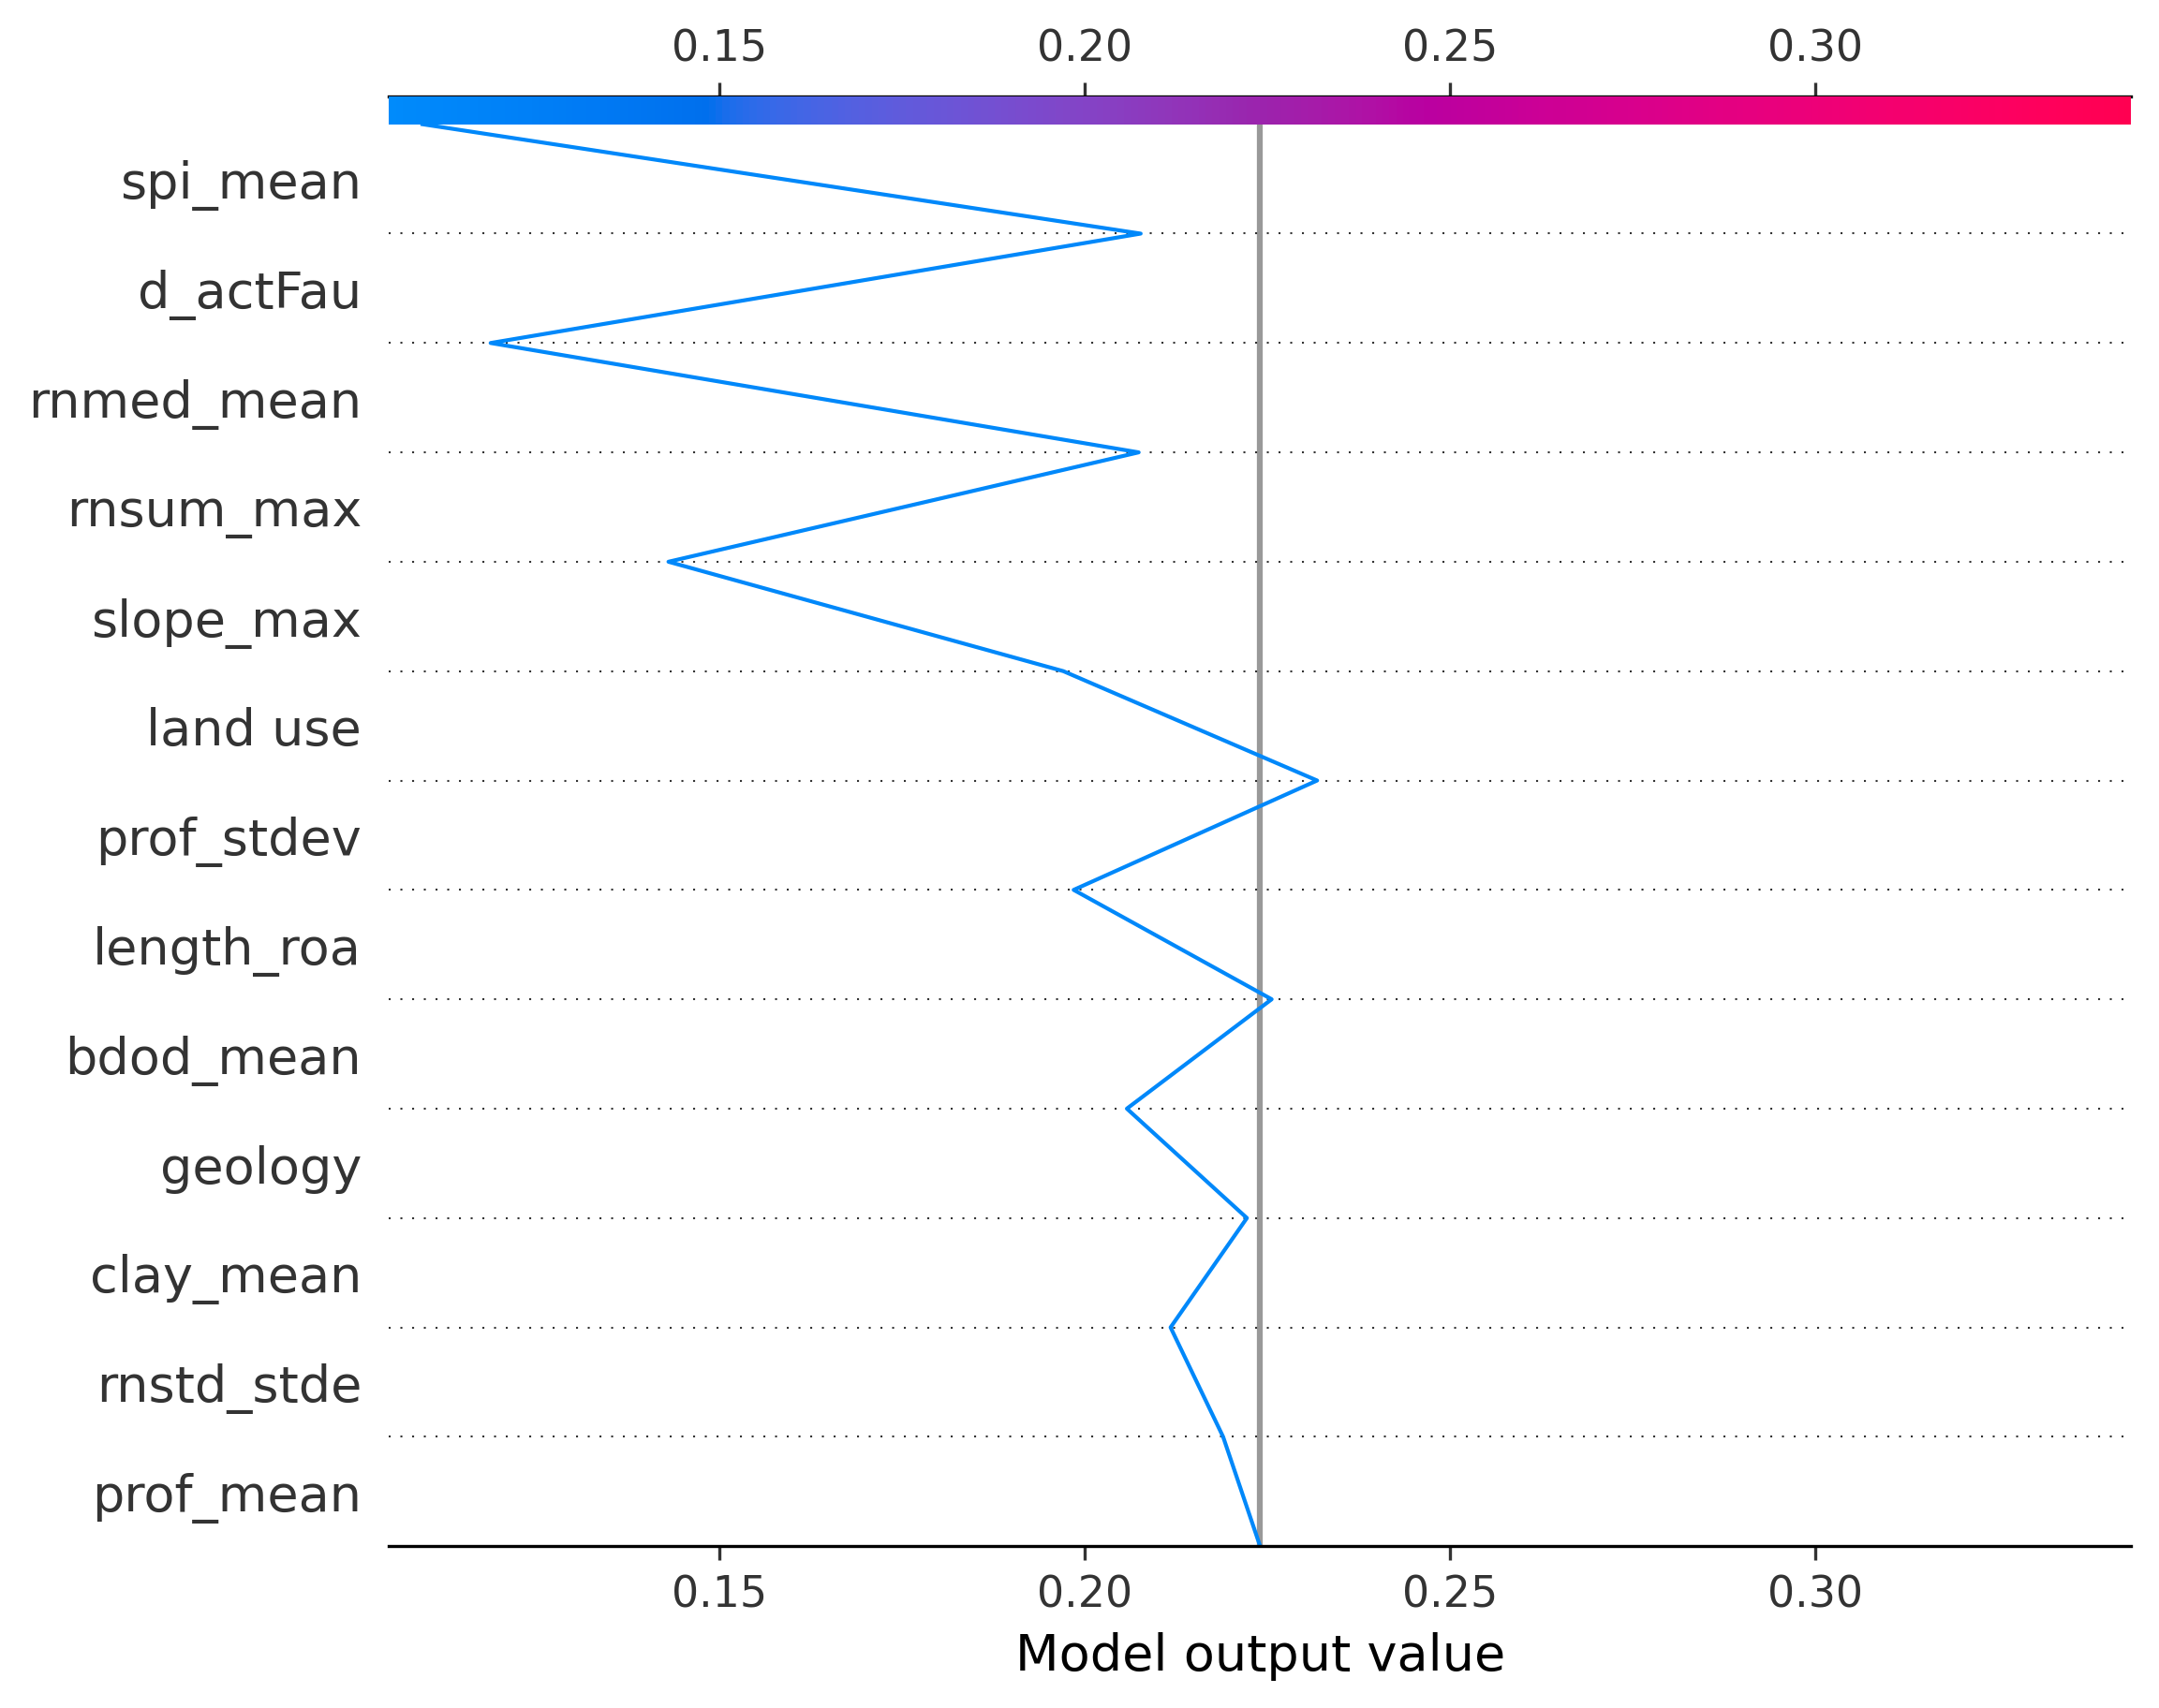 0.15 0.20 0.25 0.30
spi_mean
d_actFau
rnmed_mean
rnsum_max
slope_max
land use
prof_stdev
length_roa
bdod_mean
geology
clay_mean
rnstd_stde
prof_mean
0.15 0.20 0.25 0.30
Model output value